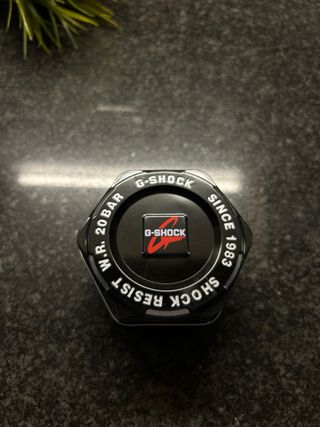 G-SHOCK
SINCE 1983
SHOCK RESIST
W.R. 20BAR
G-SHOCK